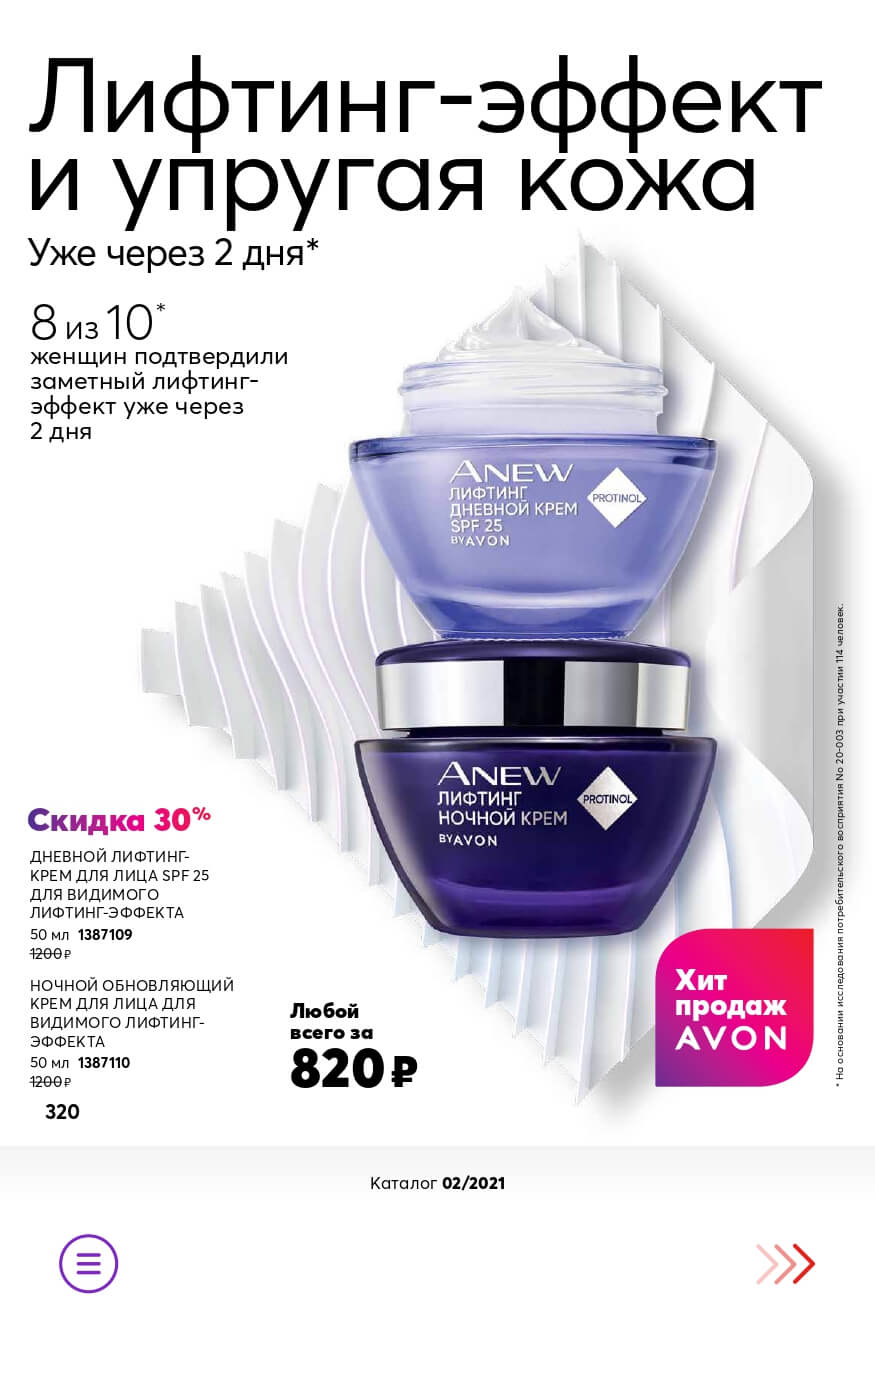 Лифтинг-эффект
и упругая кожа
Уже через 2 дня*
8 из 10*
женщин подтвердили
заметный лифтинг-
эффект уже через
2 дня
ANEW
ЛИФТИНГ
ДНЕВНОЙ КРЕМ
SPF 25
BY AVON
PROTINOL
ANEW
ЛИФТИНГ
НОЧНОЙ КРЕМ
BY AVON
PROTINOL
Скидка 30%
ДНЕВНОЙ ЛИФТИНГ-
КРЕМ ДЛЯ ЛИЦА SPF 25
ДЛЯ ВИДИМОГО
ЛИФТИНГ-ЭФФЕКТА
50 мл 1387109
1200 ₽
НОЧНОЙ ОБНОВЛЯЮЩИЙ
КРЕМ ДЛЯ ЛИЦА ДЛЯ
ВИДИМОГО ЛИФТИНГ-
ЭФФЕКТА
50 мл 1387110
1200 ₽
Любой
всего за
820 ₽
Хит
продаж
AVON
* На основании исследования потребительского восприятия No 20-003 при участии 114 человек.
320
Каталог 02/2021